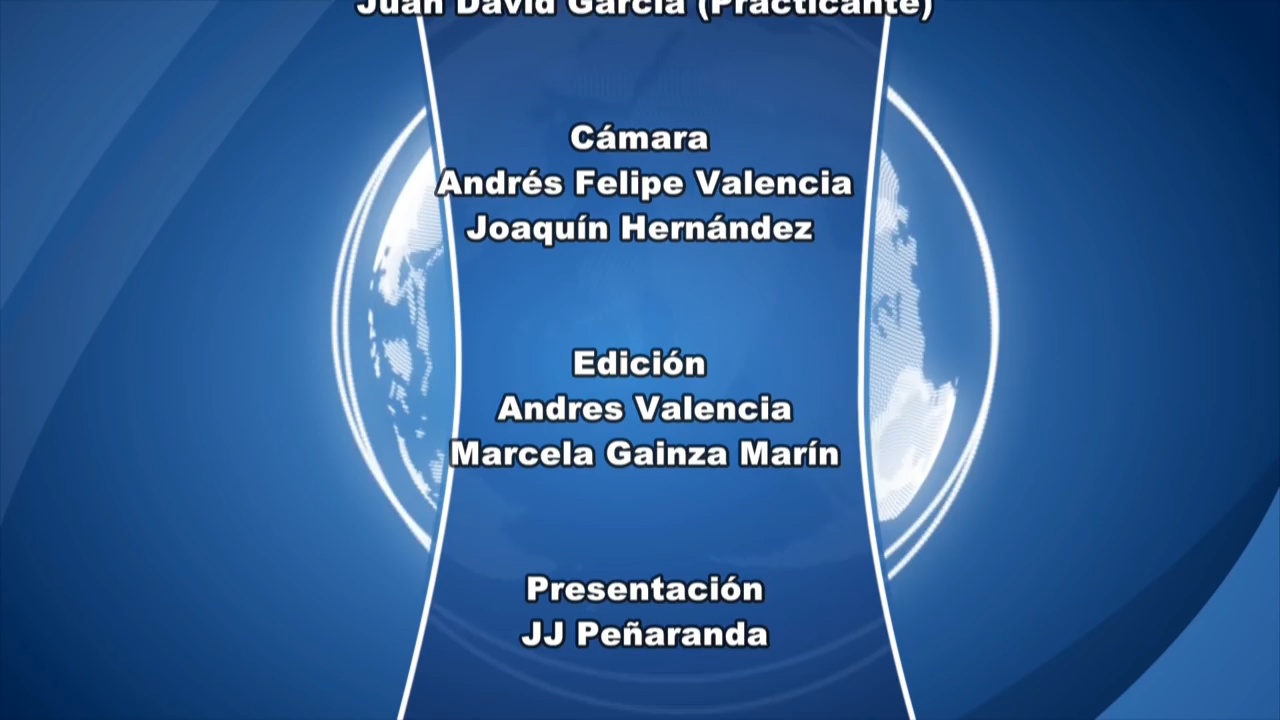 Juan David García (Practicante)
Cámara
Andrés Felipe Valencia
Joaquín Hernández
Edición
Andres Valencia
Marcela Gainza Marín
Presentación
JJ Peñaranda